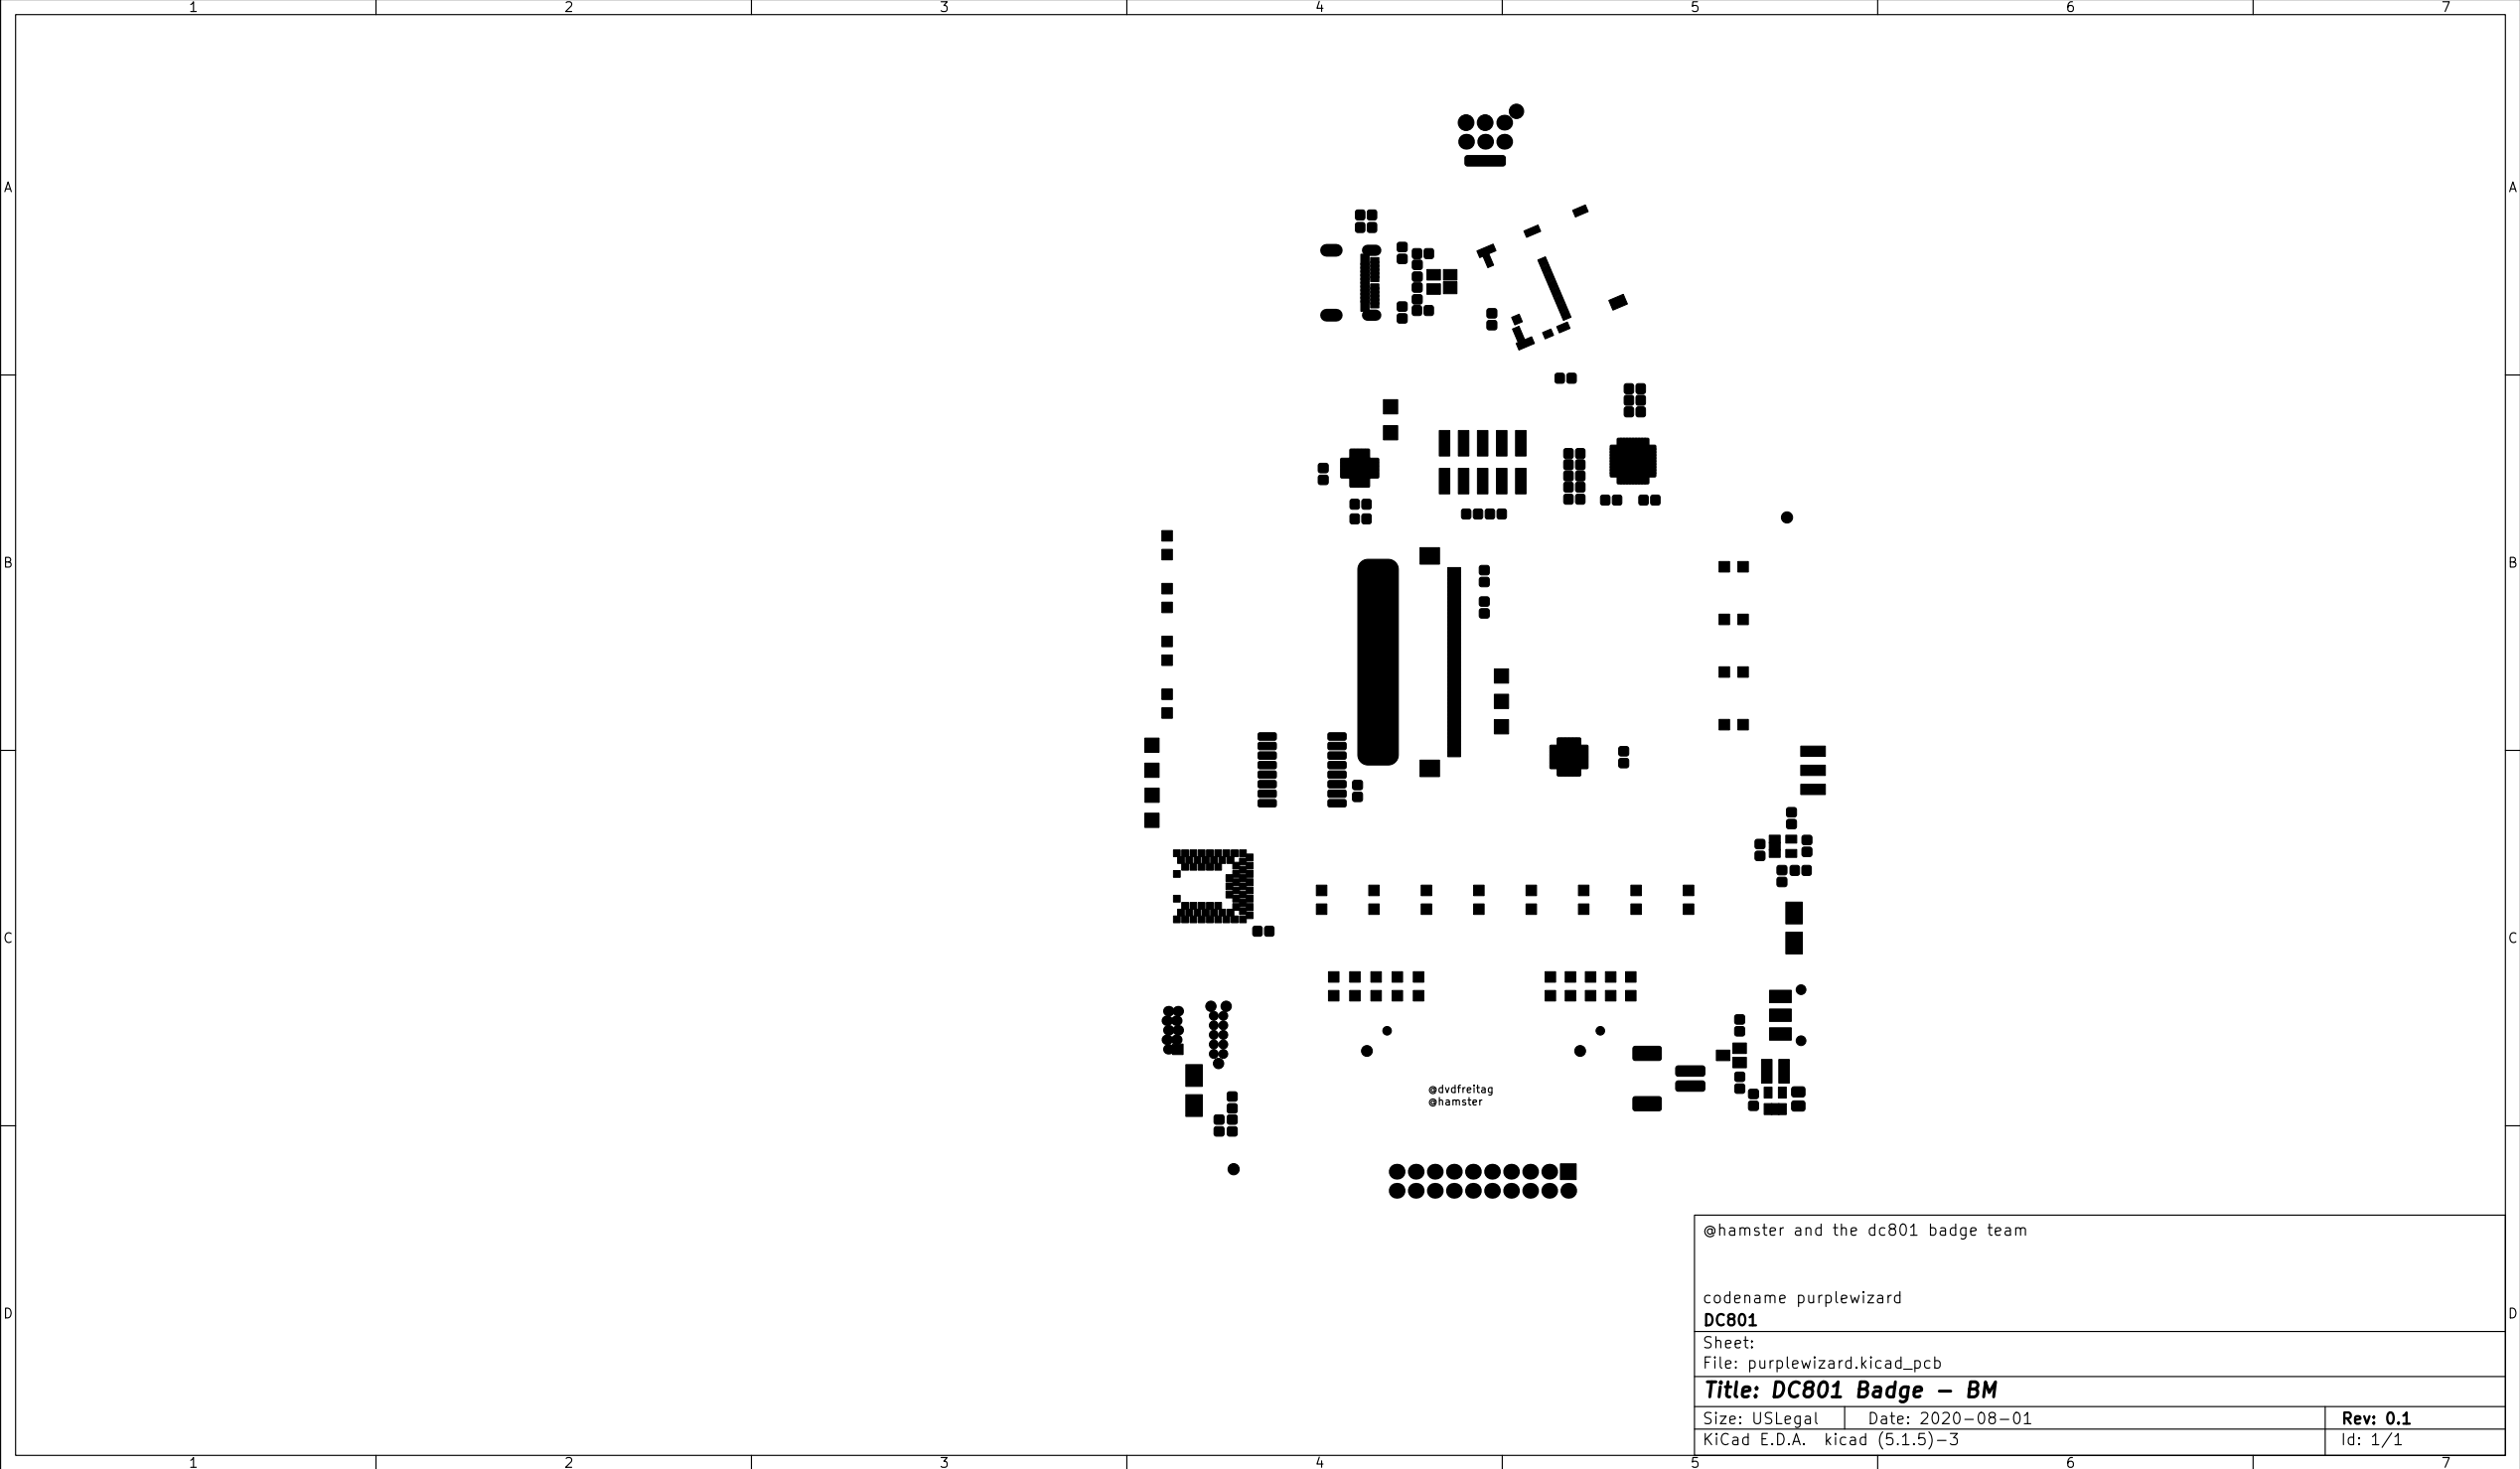 1 2 3 4 5 6 7
A A
B B
@dvdfreitag
@hamster
C C
D D
@hamster and the dc801 badge team
codename purplewizard
DC801
Sheet:
File: purplewizard.kicad_pcb
Title: DC801 Badge - BM
Size: USLegal Date: 2020-08-01 Rev: 0.1
KiCad E.D.A. kicad (5.1.5)-3 Id: 1/1
1 2 3 4 5 6 7